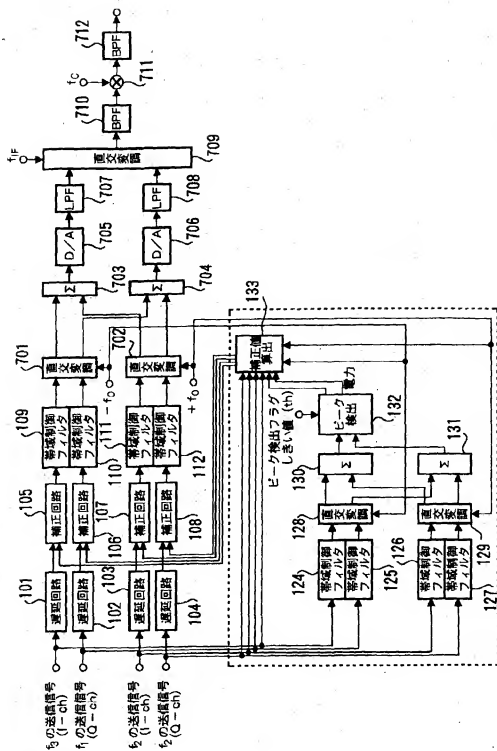 f₃の送信信号
(I-ch)
f₁の送信信号
(Q-ch)
f₂の送信信号
(I-ch)
f₂の送信信号
(Q-ch)
101
遅延回路
遅延回路
102
103
遅延回路
遅延回路
104
105
補正回路
補正回路
106
107
補正回路
補正回路
108
109
帯域制御
フィルタ
帯域制御
フィルタ
110
111
帯域制御
フィルタ
帯域制御
フィルタ
112
701
直交変調
-f₀
702
直交変調
+f₀
Σ
703
Σ
704
D/A
705
D/A
706
LPF
707
LPF
708
fIF
直交変調
709
BPF
710
fC
711
BPF
712
124
帯域制御
フィルタ
帯域制御
フィルタ
125
126
帯域制御
フィルタ
帯域制御
フィルタ
127
128
直交変調
直交変調
129
130
Σ
Σ
131
ピーク検出フラグ
しきい値 (th)
ピーク
検出
132
電力
補正値
算出
133